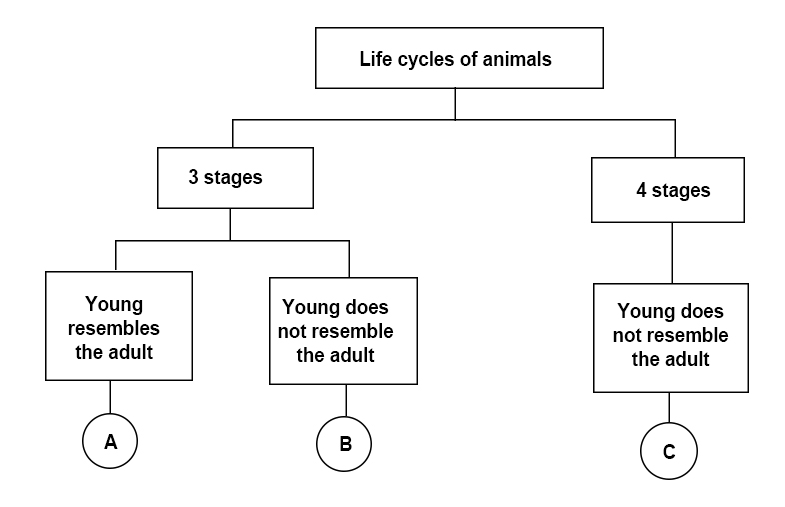 Life cycles of animals
3 stages
4 stages
Young
resembles
the adult
Young does
not resemble
the adult
Young does
not resemble
the adult
A
B
C